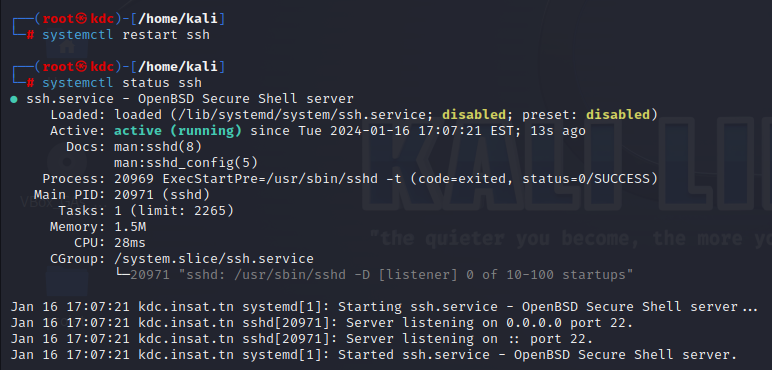 ┌──(root㉿kdc)-[/home/kali]
└─# systemctl restart ssh
┌──(root㉿kdc)-[/home/kali]
└─# systemctl status ssh
● ssh.service - OpenBSD Secure Shell server
Loaded: loaded (/lib/systemd/system/ssh.service; disabled; preset: disabled)
Active: active (running) since Tue 2024-01-16 17:07:21 EST; 13s ago
Docs: man:sshd(8)
man:sshd_config(5)
Process: 20969 ExecStartPre=/usr/sbin/sshd -t (code=exited, status=0/SUCCESS)
Main PID: 20971 (sshd)
Tasks: 1 (limit: 2265)
Memory: 1.5M
CPU: 28ms
CGroup: /system.slice/ssh.service
└─20971 "sshd: /usr/sbin/sshd -D [listener] 0 of 10-100 startups"
Jan 16 17:07:21 kdc.insat.tn systemd[1]: Starting ssh.service - OpenBSD Secure Shell server...
Jan 16 17:07:21 kdc.insat.tn sshd[20971]: Server listening on 0.0.0.0 port 22.
Jan 16 17:07:21 kdc.insat.tn sshd[20971]: Server listening on :: port 22.
Jan 16 17:07:21 kdc.insat.tn systemd[1]: Started ssh.service - OpenBSD Secure Shell server.
KALI LI
"the quieter you become, the more yo